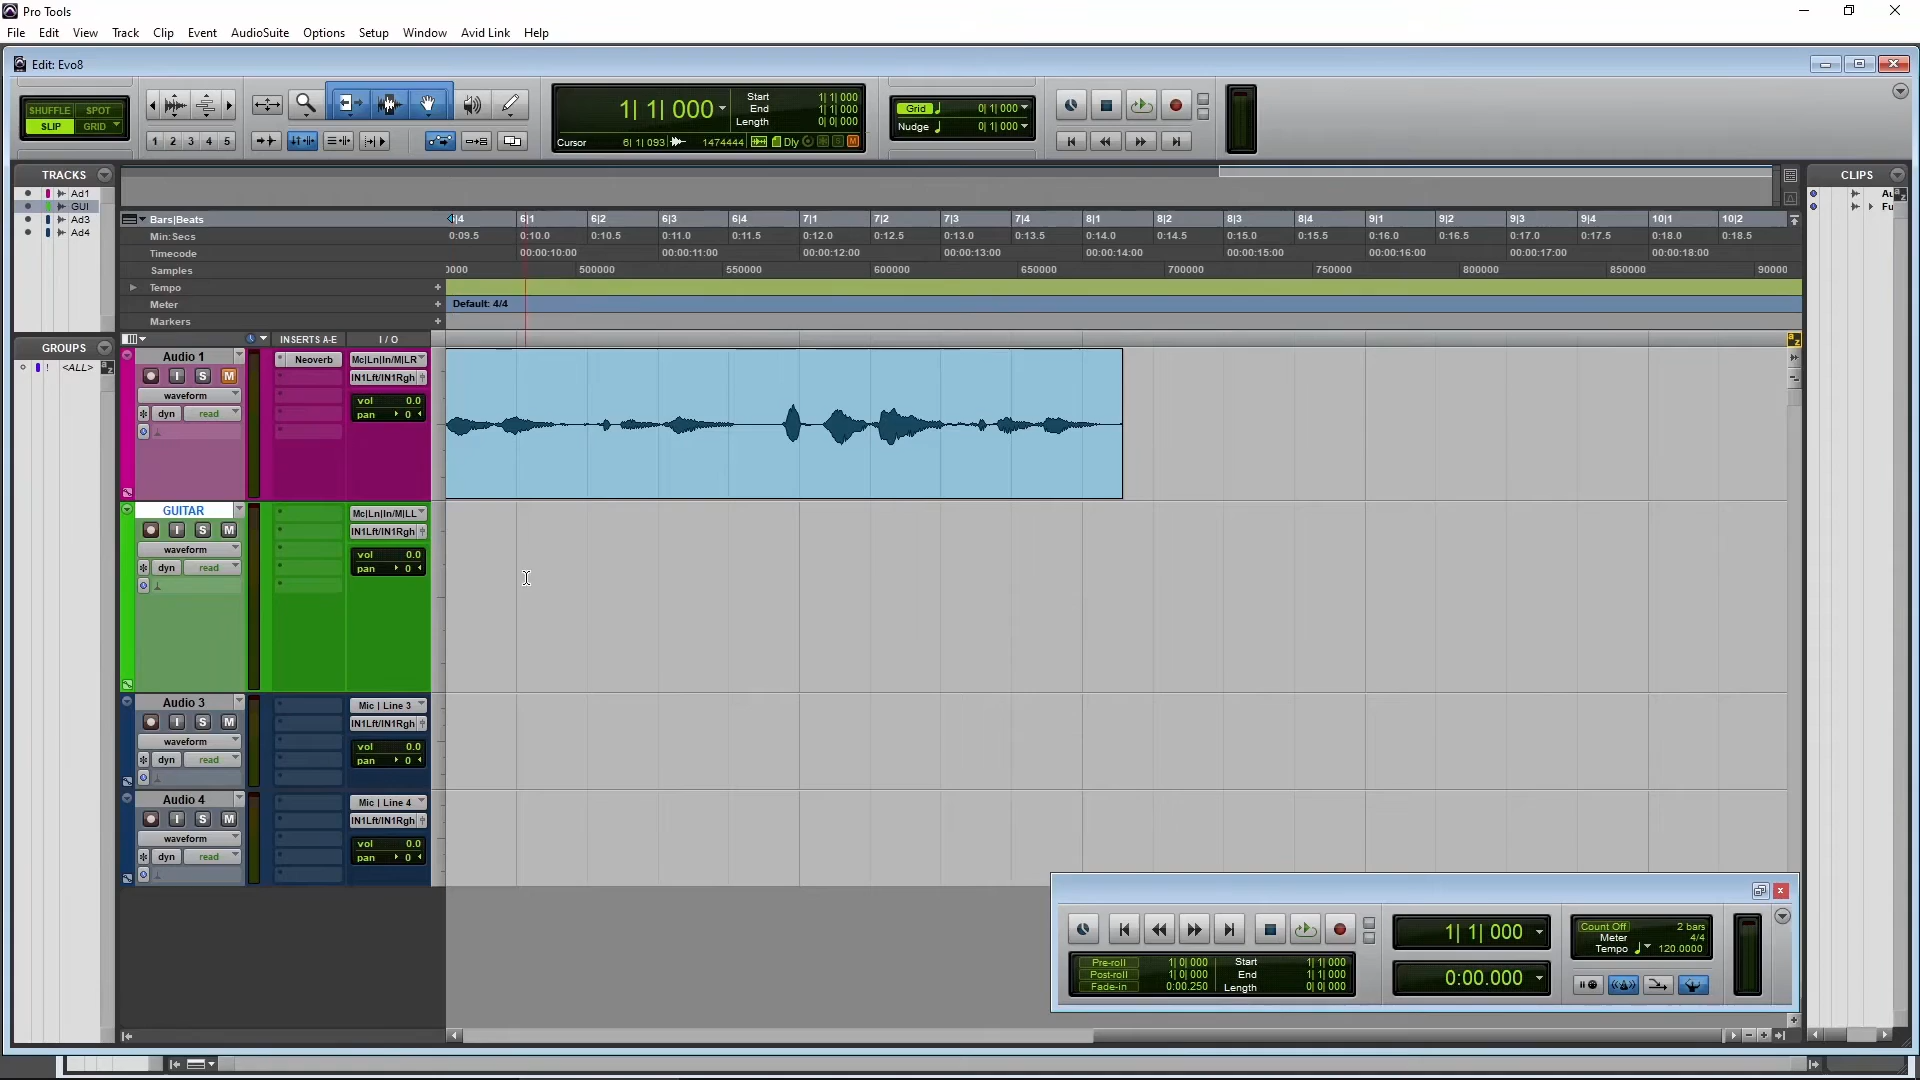 Pro Tools
File Edit View Track Clip Event AudioSuite Options Setup Window Avid Link Help
Edit: Evo8
SHUFFLE SPOT
SLIP GRID
1 2 3 4 5
1| 1| 000
Start 1| 1| 000
End 1| 1| 000
Length 0| 0| 000
Cursor 6| 1| 093 1474444 Dly S M
Grid 0| 1| 000
Nudge 0| 1| 000
TRACKS
Ad1
GUI
Ad3
Ad4
GROUPS
! <ALL>
CLIPS
Au
Fu
Bars|Beats |4 6|1 6|2 6|3 6|4 7|1 7|2 7|3 7|4 8|1 8|2 8|3 8|4 9|1 9|2 9|3 9|4 10|1 10|2
Min:Secs 0:09.5 0:10.0 0:10.5 0:11.0 0:11.5 0:12.0 0:12.5 0:13.0 0:13.5 0:14.0 0:14.5 0:15.0 0:15.5 0:16.0 0:16.5 0:17.0 0:17.5 0:18.0 0:18.5
Timecode 00:00:10:00 00:00:11:00 00:00:12:00 00:00:13:00 00:00:14:00 00:00:15:00 00:00:16:00 00:00:17:00 00:00:18:00
Samples 0000 500000 550000 600000 650000 700000 750000 800000 850000 90000
Tempo
Meter Default: 4/4
Markers
INSERTS A-E I / O
Audio 1 Neoverb Mc|Ln|In/M|LR
I S M IN1Lft/IN1Rgh
waveform vol 0.0
dyn read pan 0
GUITAR Mc|Ln|In/M|LL
I S M IN1Lft/IN1Rgh
waveform vol 0.0
dyn read pan 0
Audio 3 Mic | Line 3
I S M IN1Lft/IN1Rgh
waveform vol 0.0
dyn read pan 0
Audio 4 Mic | Line 4
I S M IN1Lft/IN1Rgh
waveform vol 0.0
dyn read pan 0
1| 1| 000
0:00.000
Count Off 2 bars
Meter 4/4
Tempo 120.0000
Pre-roll 1| 0| 000 Start 1| 1| 000
Post-roll 1| 0| 000 End 1| 1| 000
Fade-in 0:00.250 Length 0| 0| 000